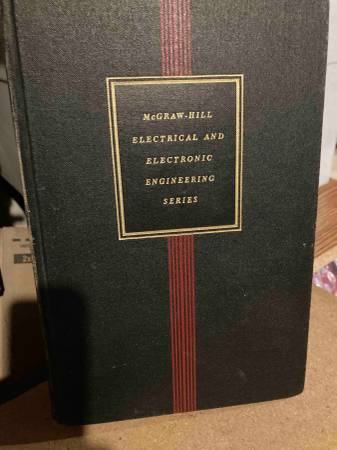 McGRAW-HILL
ELECTRICAL AND
ELECTRONIC
ENGINEERING
SERIES